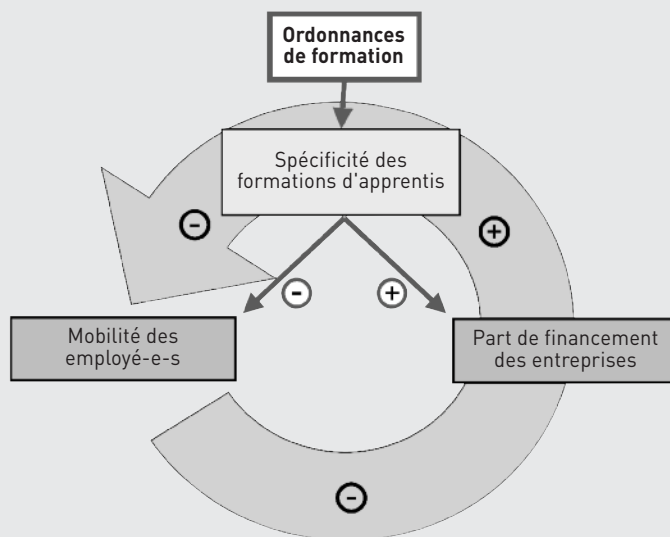 Ordonnances
de formation
Spécificité des
formations d'apprentis
-
+
-
+
Mobilité des
employé-e-s
Part de financement
des entreprises
-